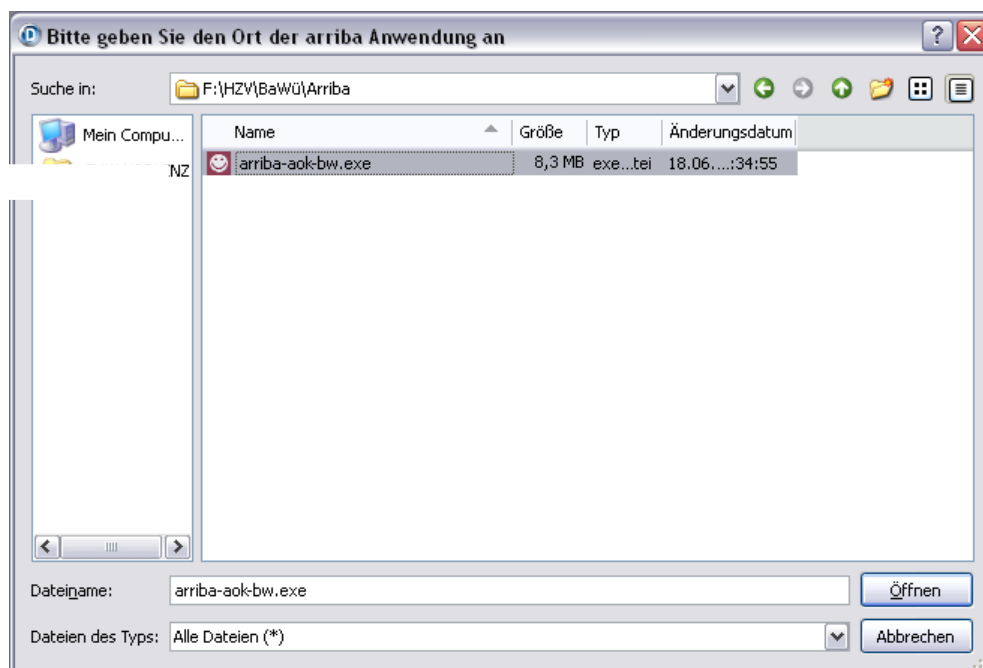 Bitte geben Sie den Ort der arriba Anwendung an
Suche in: F:\HZV\BaWü\Arriba
Mein Compu... Name Größe Typ Änderungsdatum
NZ arriba-aok-bw.exe 8,3 MB exe...tei 18.06....:34:55
Dateiname: arriba-aok-bw.exe Öffnen
Dateien des Typs: Alle Dateien (*) Abbrechen